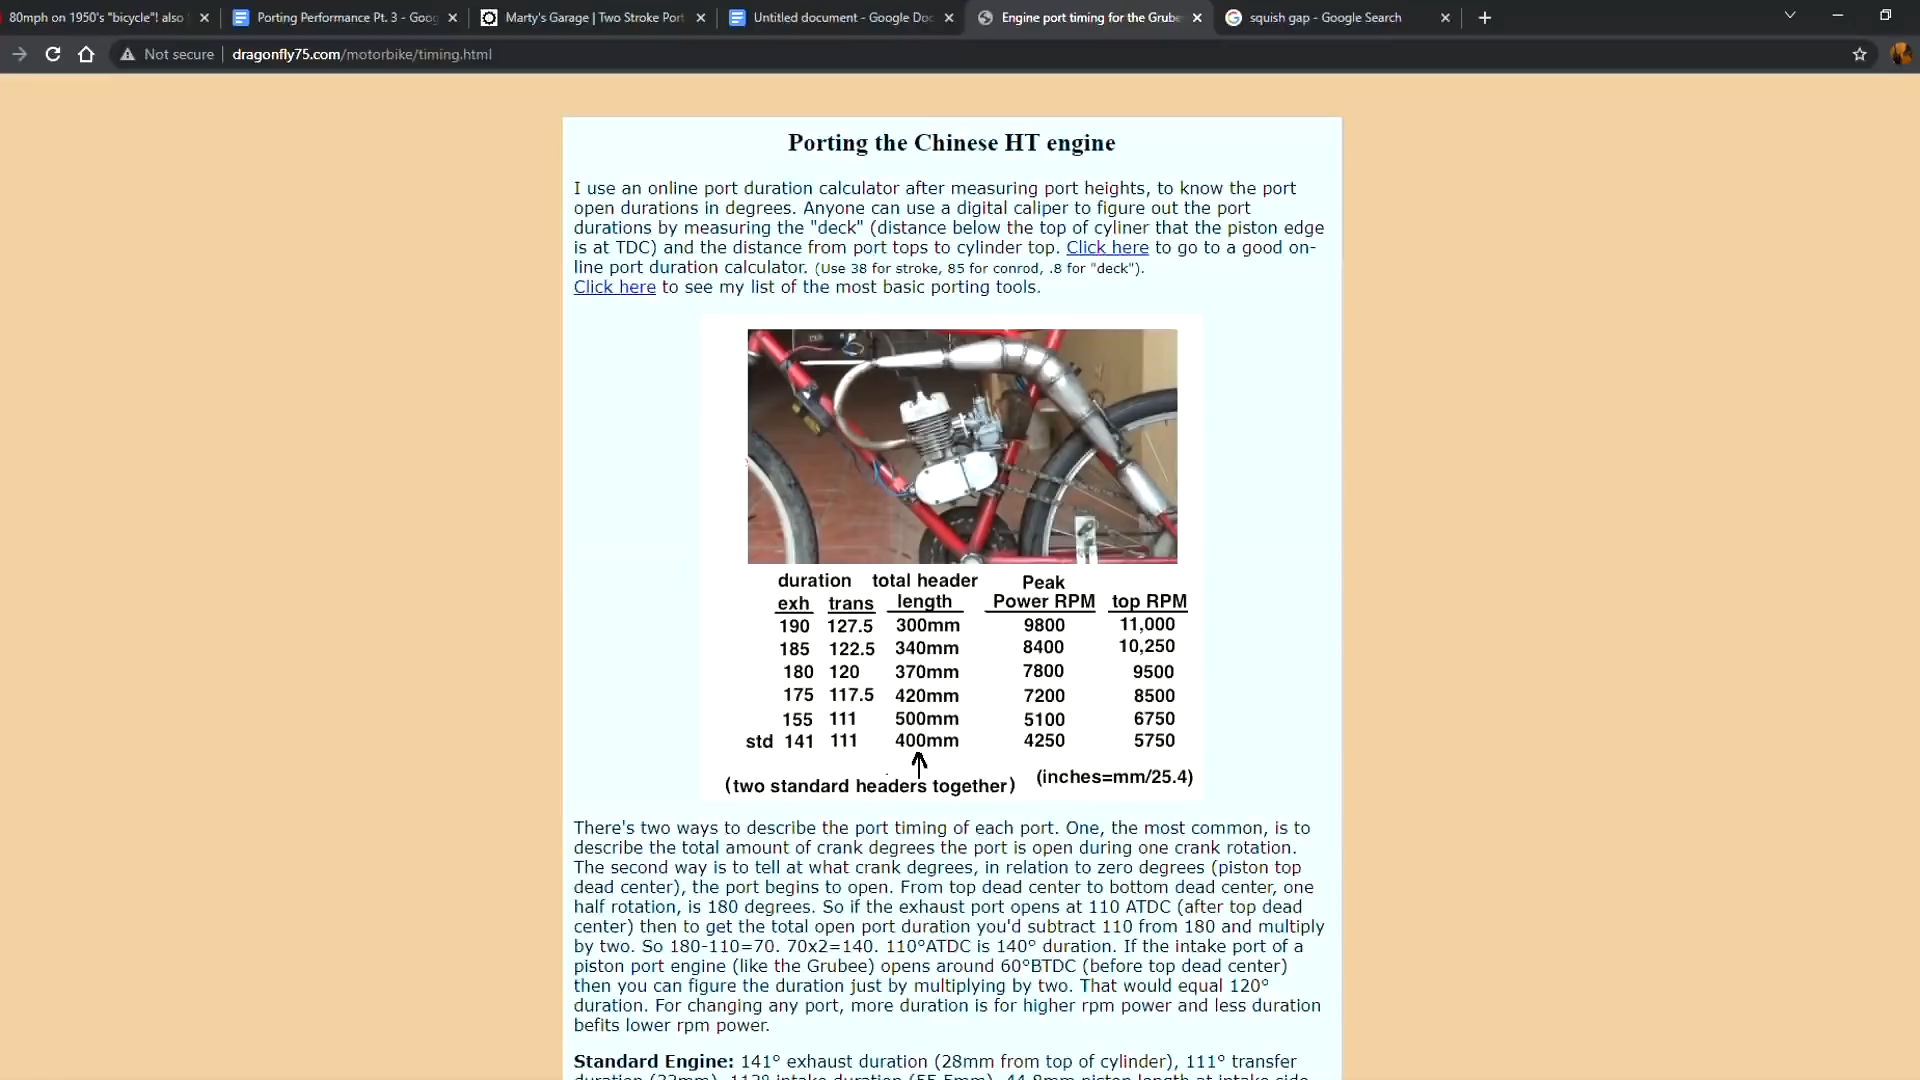 80mph on 1950's "bicycle"! also
Porting Performance Pt. 3 - Goog
Marty's Garage | Two Stroke Port
Untitled document - Google Doc
Engine port timing for the Grube
squish gap - Google Search
Not secure
dragonfly75.com/motorbike/timing.html
Porting the Chinese HT engine
I use an online port duration calculator after measuring port heights, to know the port
open durations in degrees. Anyone can use a digital caliper to figure out the port
durations by measuring the "deck" (distance below the top of cyliner that the piston edge
is at TDC) and the distance from port tops to cylinder top. Click here to go to a good on-
line port duration calculator. (Use 38 for stroke, 85 for conrod, .8 for "deck").
Click here to see my list of the most basic porting tools.
duration total header Peak
exh trans length Power RPM top RPM
190 127.5 300mm 9800 11,000
185 122.5 340mm 8400 10,250
180 120 370mm 7800 9500
175 117.5 420mm 7200 8500
155 111 500mm 5100 6750
std 141 111 400mm 4250 5750
(two standard headers together) (inches=mm/25.4)
There's two ways to describe the port timing of each port. One, the most common, is to
describe the total amount of crank degrees the port is open during one crank rotation.
The second way is to tell at what crank degrees, in relation to zero degrees (piston top
dead center), the port begins to open. From top dead center to bottom dead center, one
half rotation, is 180 degrees. So if the exhaust port opens at 110 ATDC (after top dead
center) then to get the total open port duration you'd subtract 110 from 180 and multiply
by two. So 180-110=70. 70x2=140. 110°ATDC is 140° duration. If the intake port of a
piston port engine (like the Grubee) opens around 60°BTDC (before top dead center)
then you can figure the duration just by multiplying by two. That would equal 120°
duration. For changing any port, more duration is for higher rpm power and less duration
befits lower rpm power.
Standard Engine: 141° exhaust duration (28mm from top of cylinder), 111° transfer